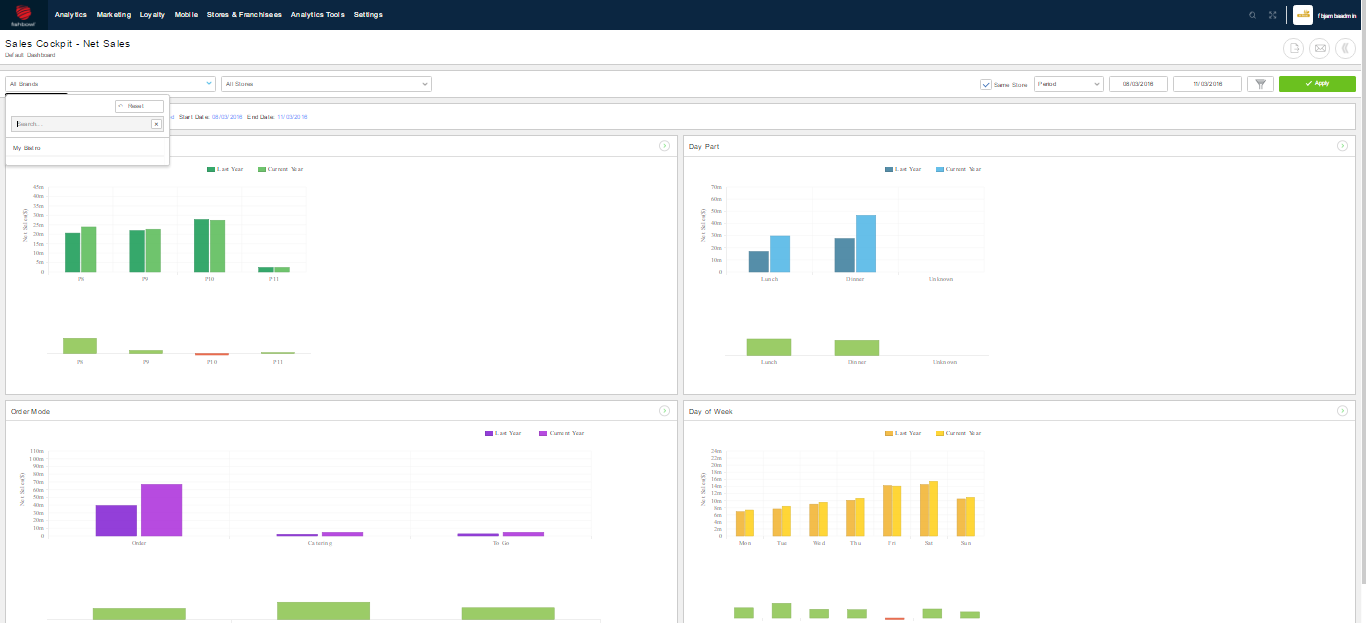 fishbowl
Analytics Marketing Loyalty Mobile Stores & Franchisees Analytics Tools Settings
fbjambaadmin
Sales Cockpit - Net Sales
Default Dashboard
All Brands
All Stores
Same Store
Period
08/03/2016
11/03/2016
Apply
Reset
Search...
My Bistro
Start Date: 08/03/2016 End Date: 11/03/2016
Last Year Current Year
Net Sales($)
45m
40m
35m
30m
25m
20m
15m
10m
5m
0
P8 P9 P10 P11
P8 P9 P10 P11
Day Part
Last Year Current Year
Net Sales($)
70m
60m
50m
40m
30m
20m
10m
0
Lunch Dinner Unknown
Lunch Dinner Unknown
Order Mode
Last Year Current Year
Net Sales($)
110m
100m
90m
80m
70m
60m
50m
40m
30m
20m
10m
0
Order Catering To Go
Day of Week
Last Year Current Year
Net Sales($)
24m
22m
20m
18m
16m
14m
12m
10m
8m
6m
4m
2m
0
Mon Tue Wed Thu Fri Sat Sun